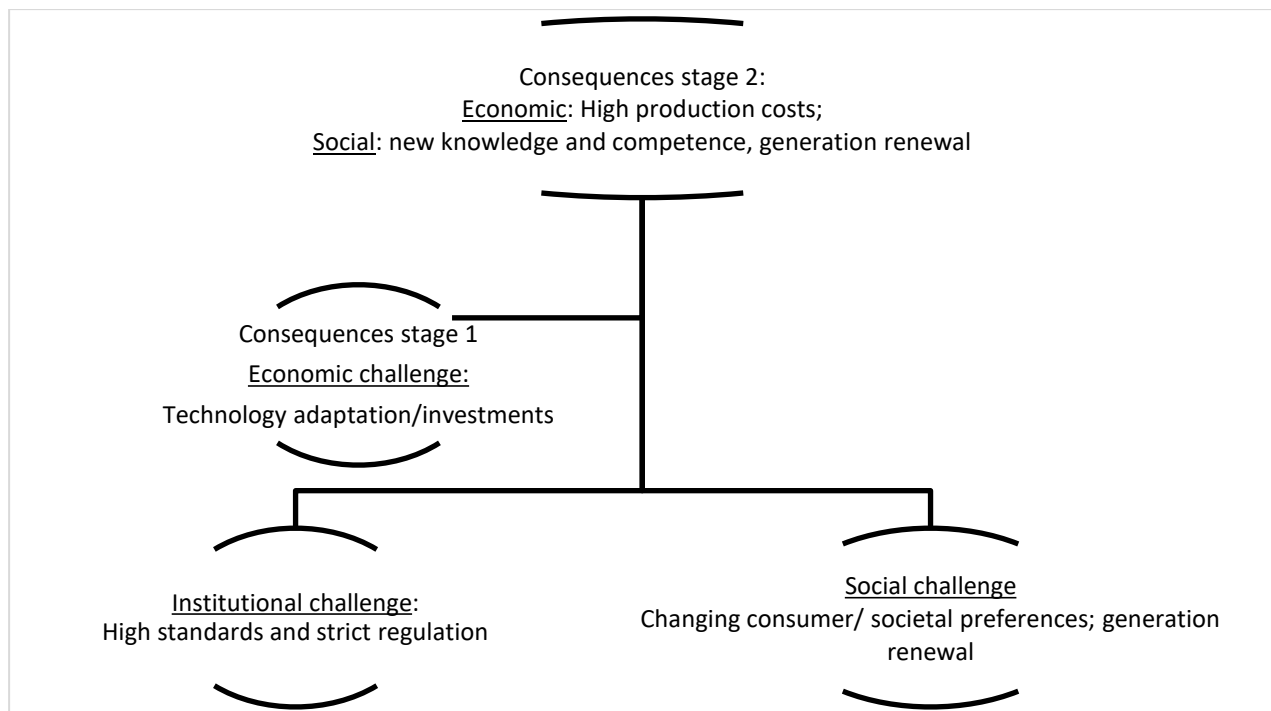 Consequences stage 2:
Economic: High production costs;
Social: new knowledge and competence, generation renewal
Consequences stage 1
Economic challenge:
Technology adaptation/investments
Institutional challenge:
High standards and strict regulation
Social challenge
Changing consumer/ societal preferences; generation
renewal